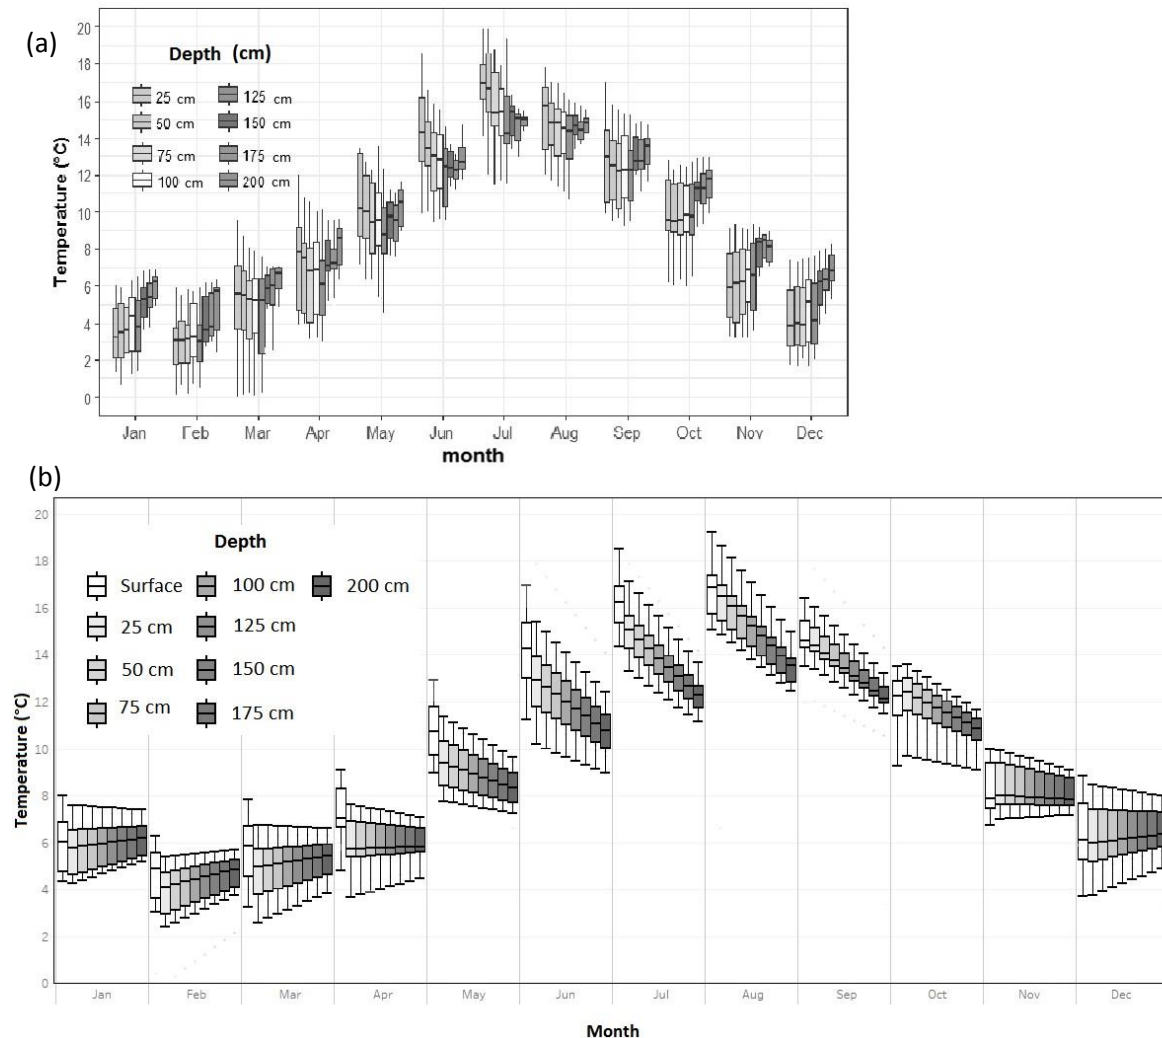 (a)
Depth (cm)
25 cm 125 cm
50 cm 150 cm
75 cm 175 cm
100 cm 200 cm
Temperature (°C)
20
18
16
14
12
10
8
6
4
2
0
Jan Feb Mar Apr May Jun Jul Aug Sep Oct Nov Dec
month
(b)
Depth
Surface 100 cm 200 cm
25 cm 125 cm
50 cm 150 cm
75 cm 175 cm
Temperature (°C)
20
18
16
14
12
10
8
6
4
2
0
Jan Feb Mar Apr May Jun Jul Aug Sep Oct Nov Dec
Month